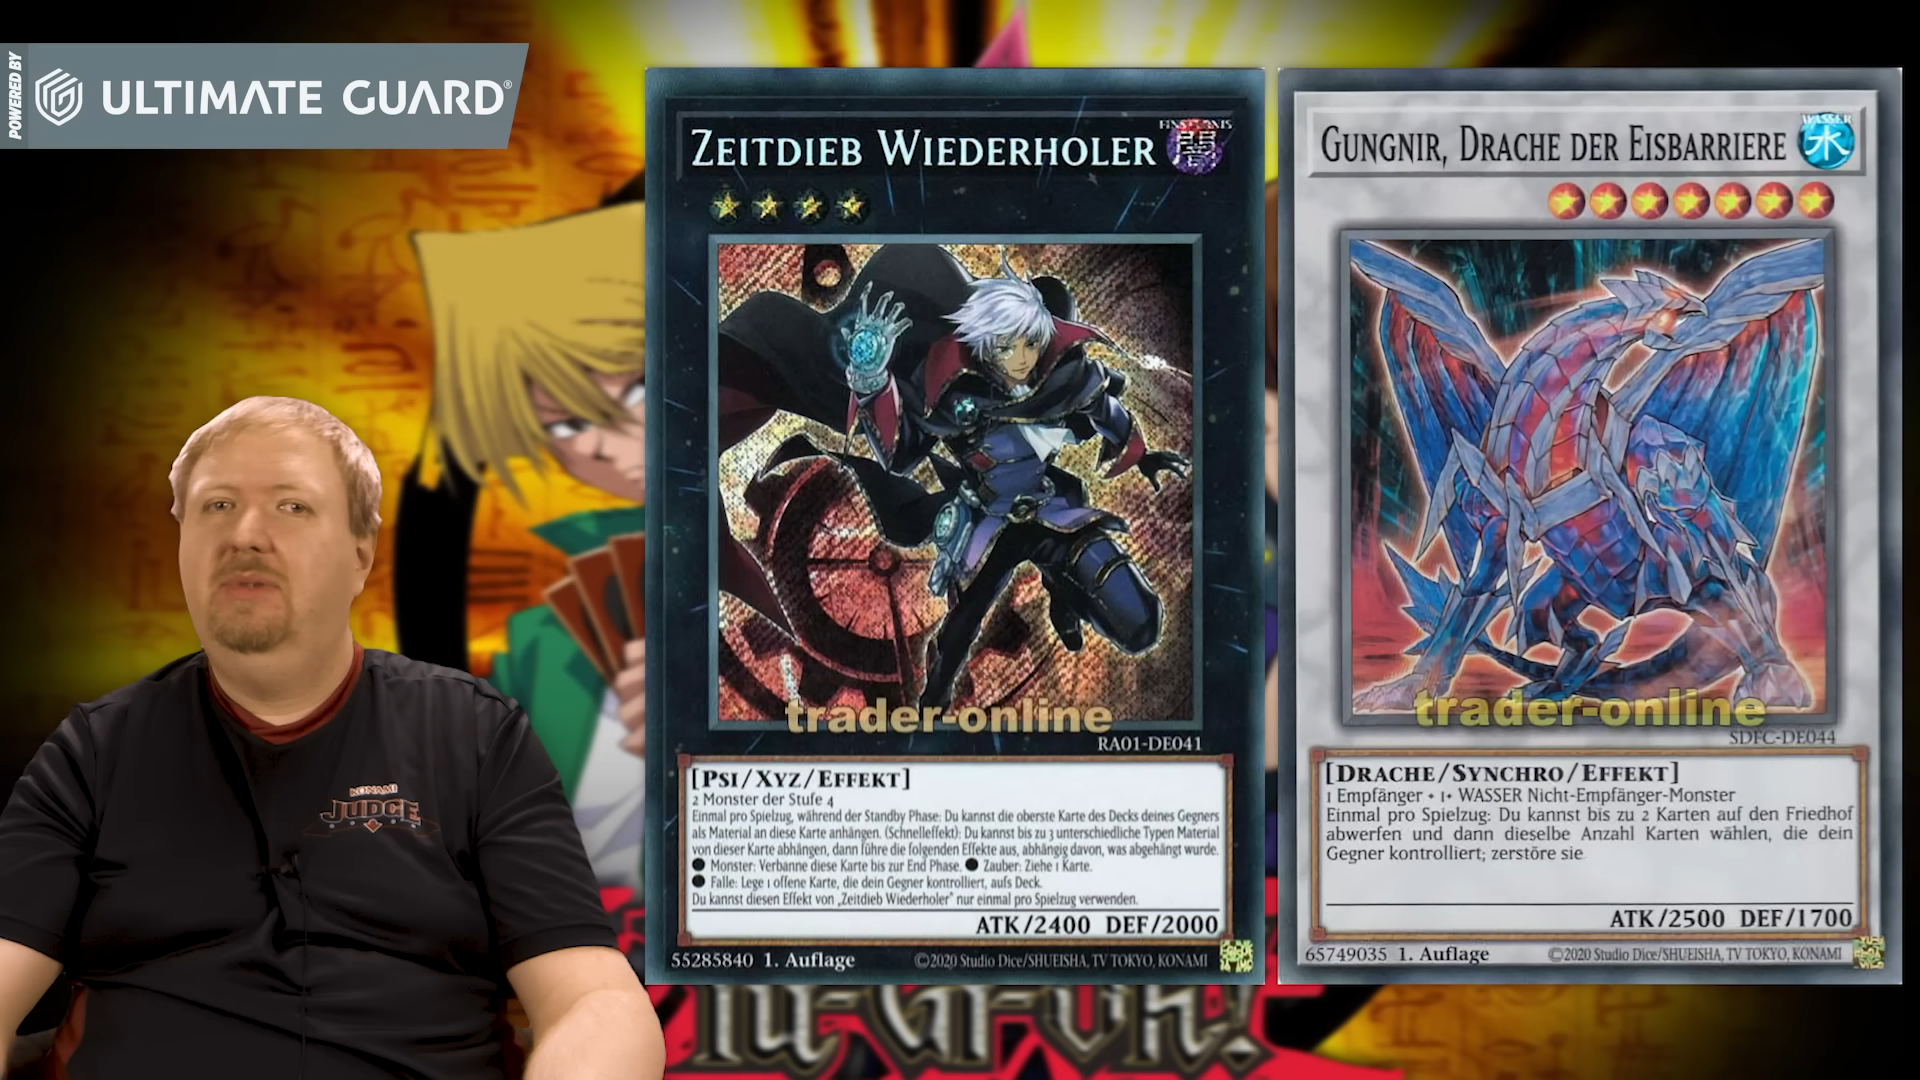 POWERED BY
ULTIMATE GUARD®
KONAMI
JUDGE
ZEITDIEB WIEDERHOLER
FINSTERNIS
闇
trader-online
RA01-DE041
[PSI/XYZ/EFFEKT]
2 Monster der Stufe 4
Einmal pro Spielzug, während der Standby Phase: Du kannst die oberste Karte des Decks deines Gegners
als Material an diese Karte anhängen. (Schnelleffekt): Du kannst bis zu 3 unterschiedliche Typen Material
von dieser Karte abhängen, dann führe die folgenden Effekte aus, abhängig davon, was abgehängt wurde.
● Monster: Verbanne diese Karte bis zur End Phase. ● Zauber: Ziehe 1 Karte.
● Falle: Lege 1 offene Karte, die dein Gegner kontrolliert, aufs Deck.
Du kannst diesen Effekt von „Zeitdieb Wiederholer" nur einmal pro Spielzug verwenden.
ATK/2400 DEF/2000
55285840 1. Auflage ©2020 Studio Dice/SHUEISHA, TV TOKYO, KONAMI
GUNGNIR, DRACHE DER EISBARRIERE
WASSER
水
trader-online
SDFC-DE044
[DRACHE/SYNCHRO/EFFEKT]
1 Empfänger + 1+ WASSER Nicht-Empfänger-Monster
Einmal pro Spielzug: Du kannst bis zu 2 Karten auf den Friedhof
abwerfen und dann dieselbe Anzahl Karten wählen, die dein
Gegner kontrolliert; zerstöre sie.
ATK/2500 DEF/1700
65749035 1. Auflage ©2020 Studio Dice/SHUEISHA, TV TOKYO, KONAMI
Yu-Gi-Oh!